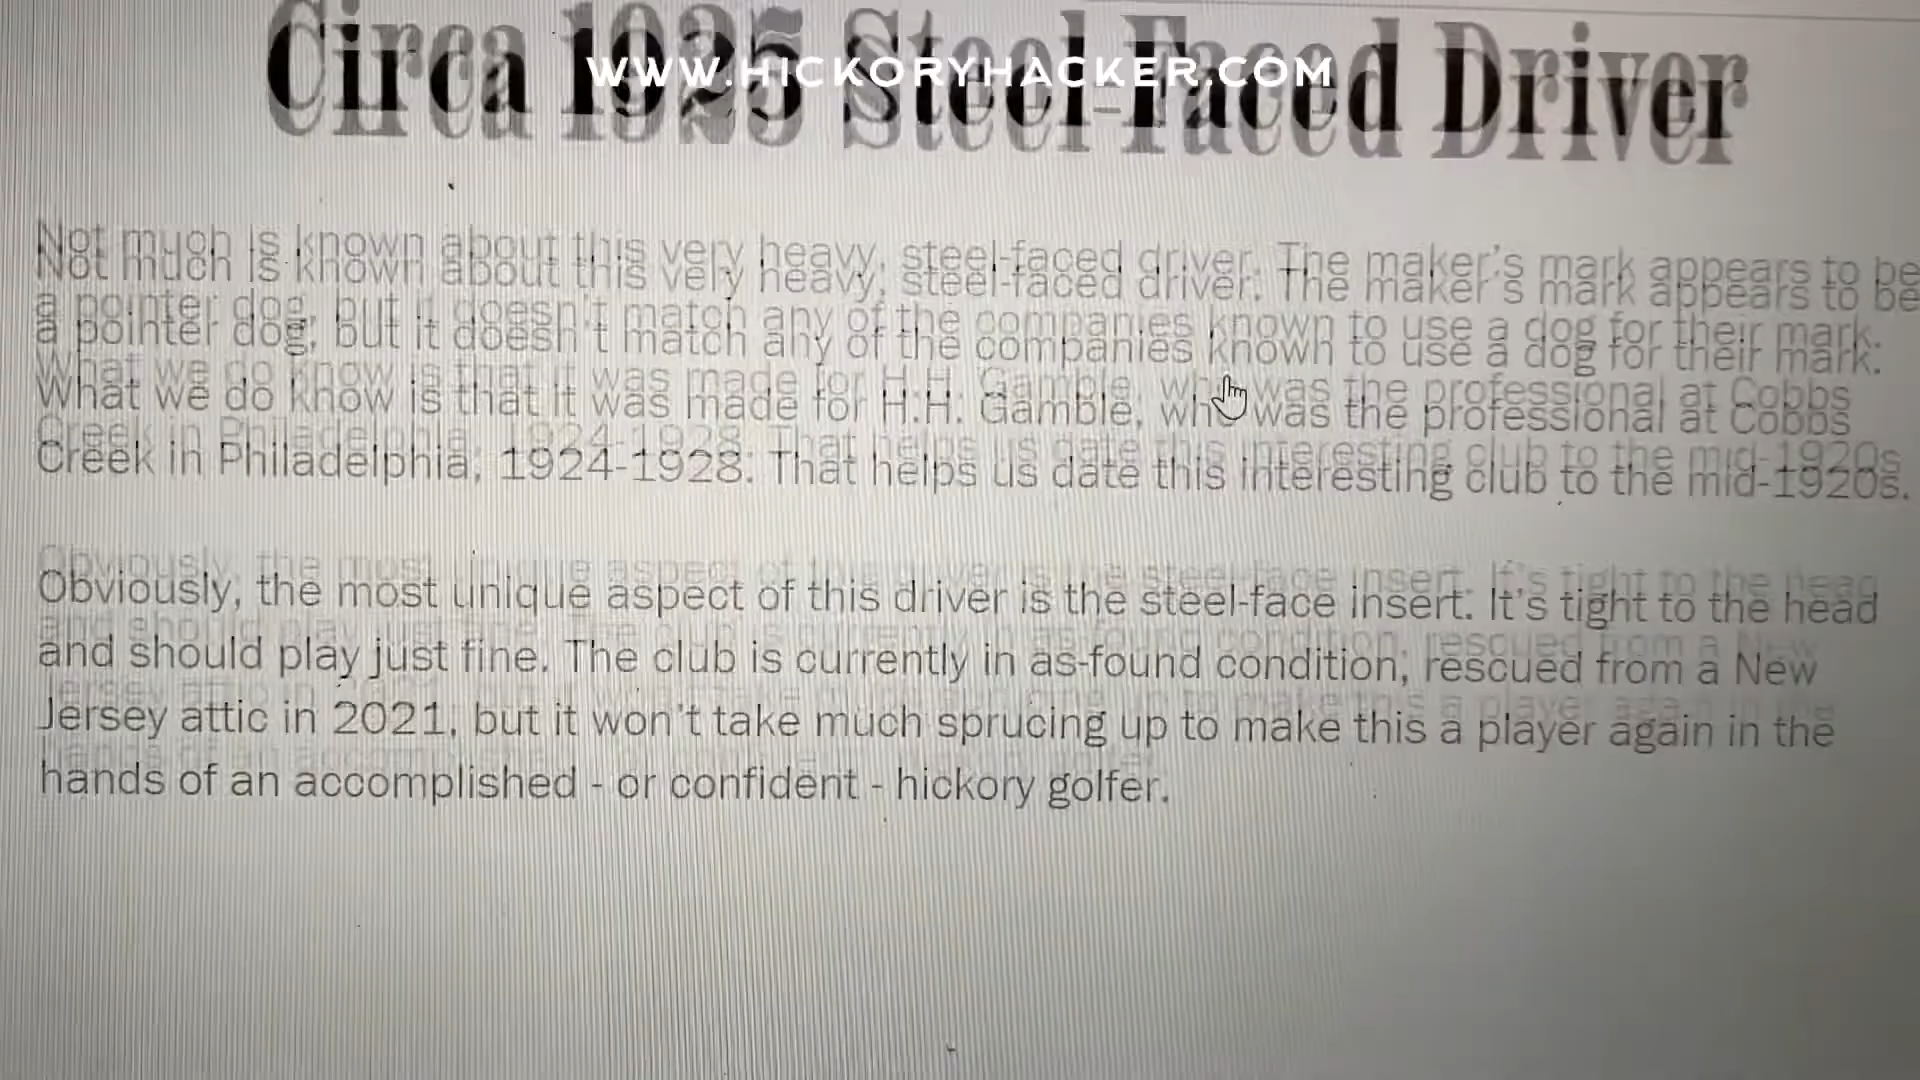 Circa 1925 Steel-Faced Driver
WWW.HICKORYHACKER.COM
Not much is known about this very heavy, steel-faced driver. The maker's mark appears to be
a pointer dog, but it doesn't match any of the companies known to use a dog for their mark.
What we do know is that it was made for H.H. Gamble, who was the professional at Cobbs
Creek in Philadelphia, 1924-1928. That helps us date this interesting club to the mid-1920s.
Obviously, the most unique aspect of this driver is the steel-face insert. It's tight to the head
and should play just fine. The club is currently in as-found condition, rescued from a New
Jersey attic in 2021, but it won't take much sprucing up to make this a player again in the
hands of an accomplished - or confident - hickory golfer.